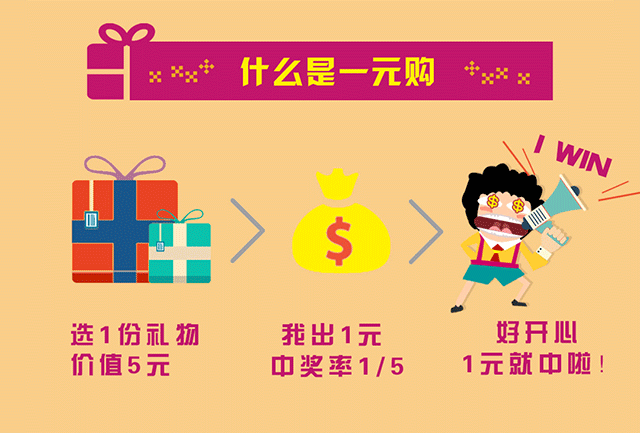 什么是一元购
I WIN
选1份礼物
价值5元
我出1元
中奖率1/5
好开心
1元就中啦!